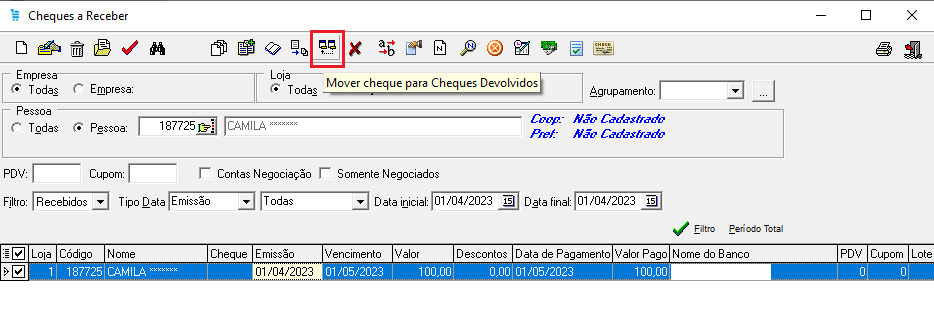 Cheques a Receber
Mover cheque para Cheques Devolvidos
Empresa
Todas Empresa:
Loja
Todas
Agrupamento: ...
Pessoa
Todas Pessoa: 187725 CAMILA *******
Coop: Não Cadastrado
Pref: Não Cadastrado
PDV: Cupom: Contas Negociação Somente Negociados
Filtro: Recebidos Tipo Data Emissão Todas Data inicial: 01/04/2023 15 Data final: 01/04/2023 15
Filtro Período Total
Loja Código Nome Cheque Emissão Vencimento Valor Descontos Data de Pagamento Valor Pago Nome do Banco PDV Cupom Lote
1 187725 CAMILA ******* 01/04/2023 01/05/2023 100,00 0,00 01/05/2023 100,00 0 0